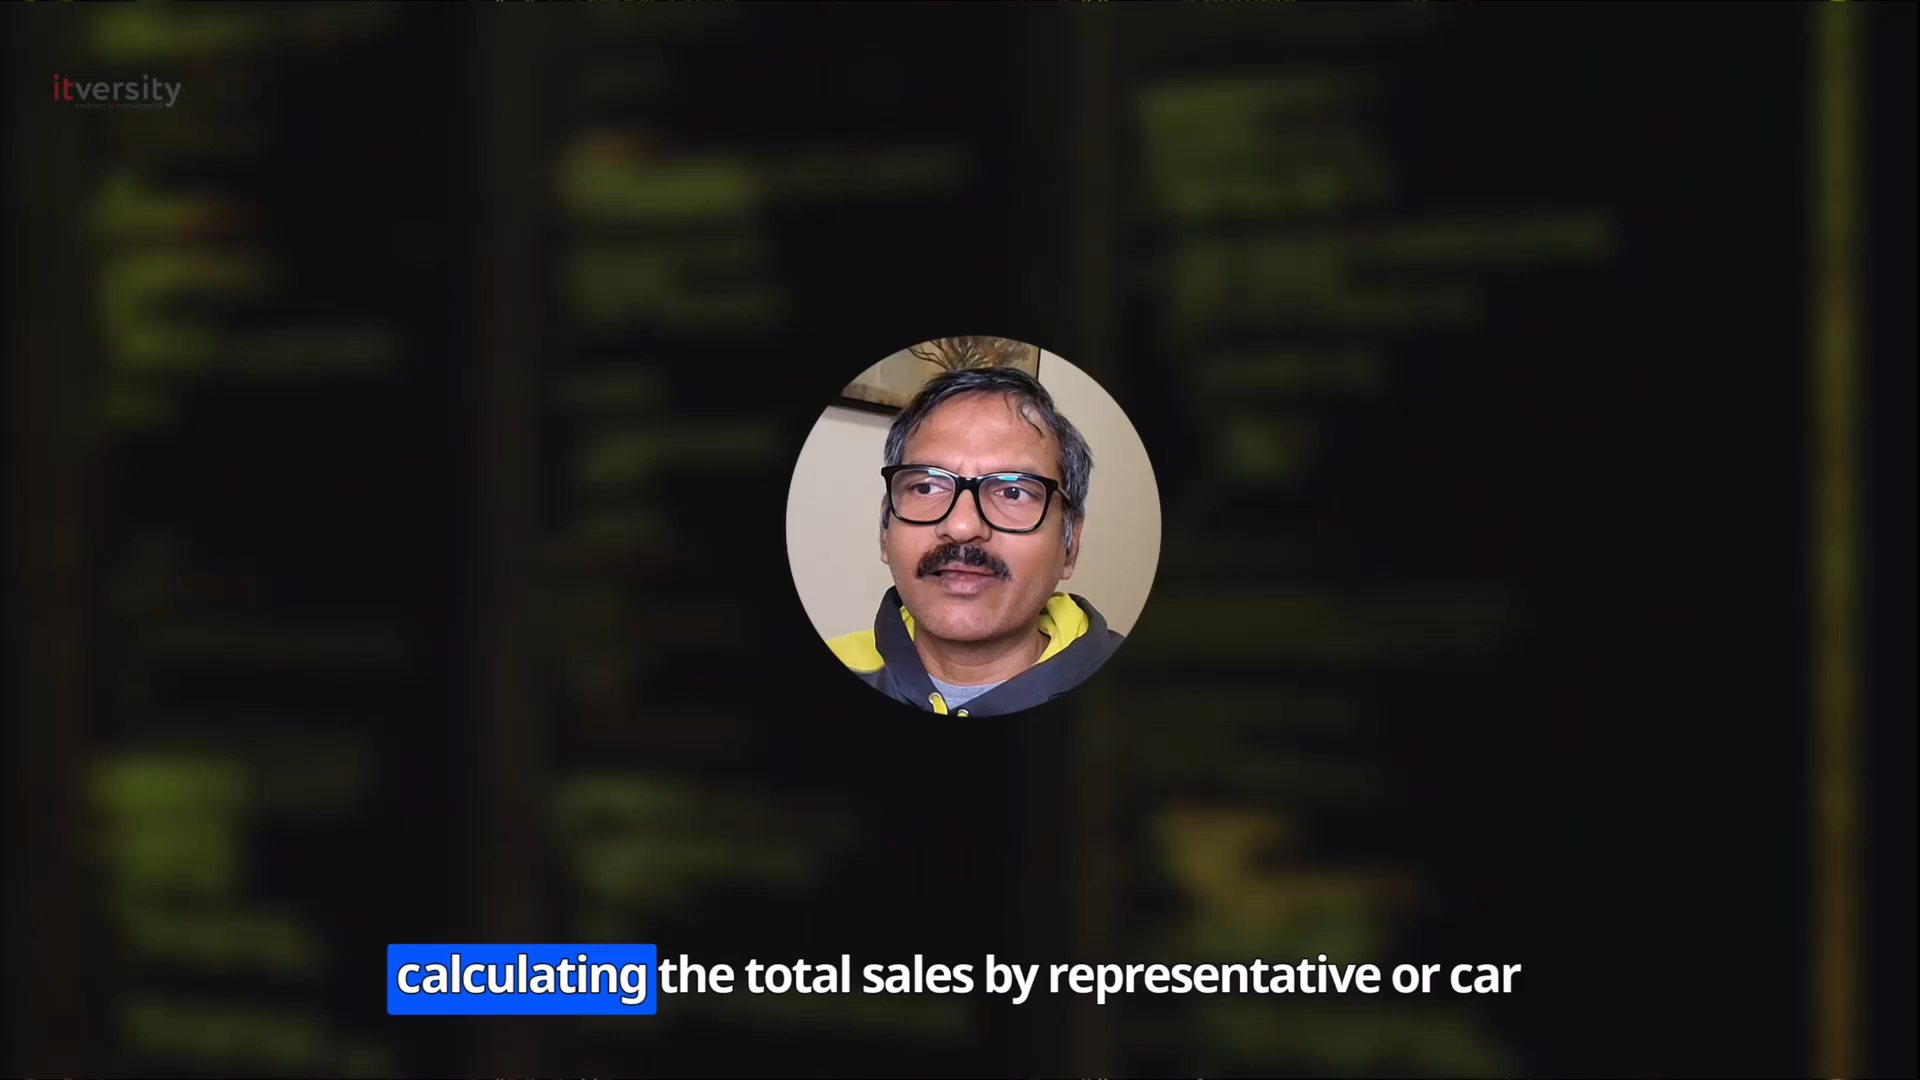 itversity
calculating the total sales by representative or car